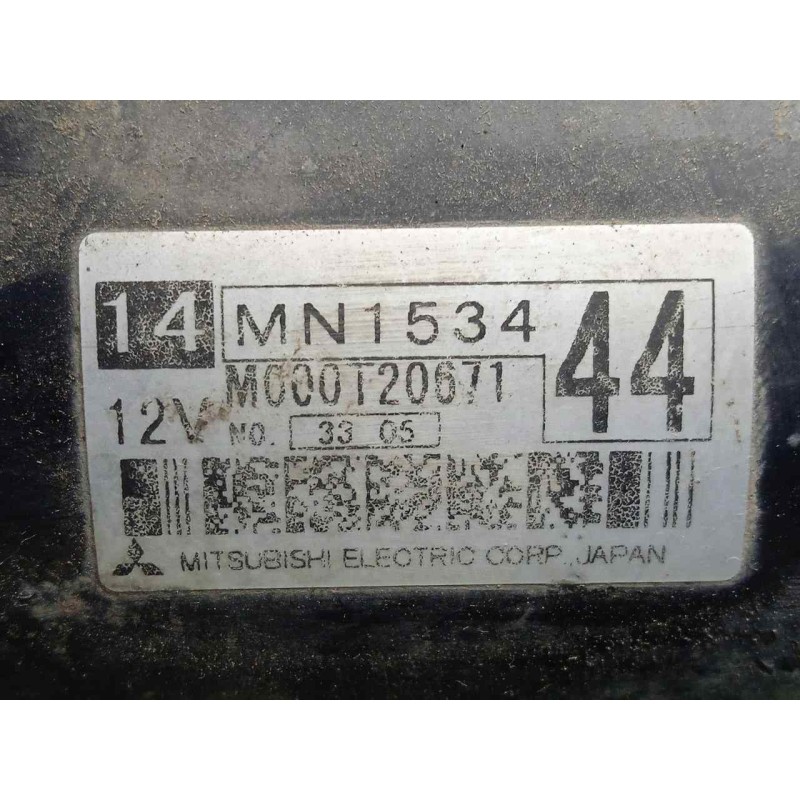 14 MN1534 44
M000T20671
12V NO. 33 05
MITSUBISHI ELECTRIC CORP., JAPAN